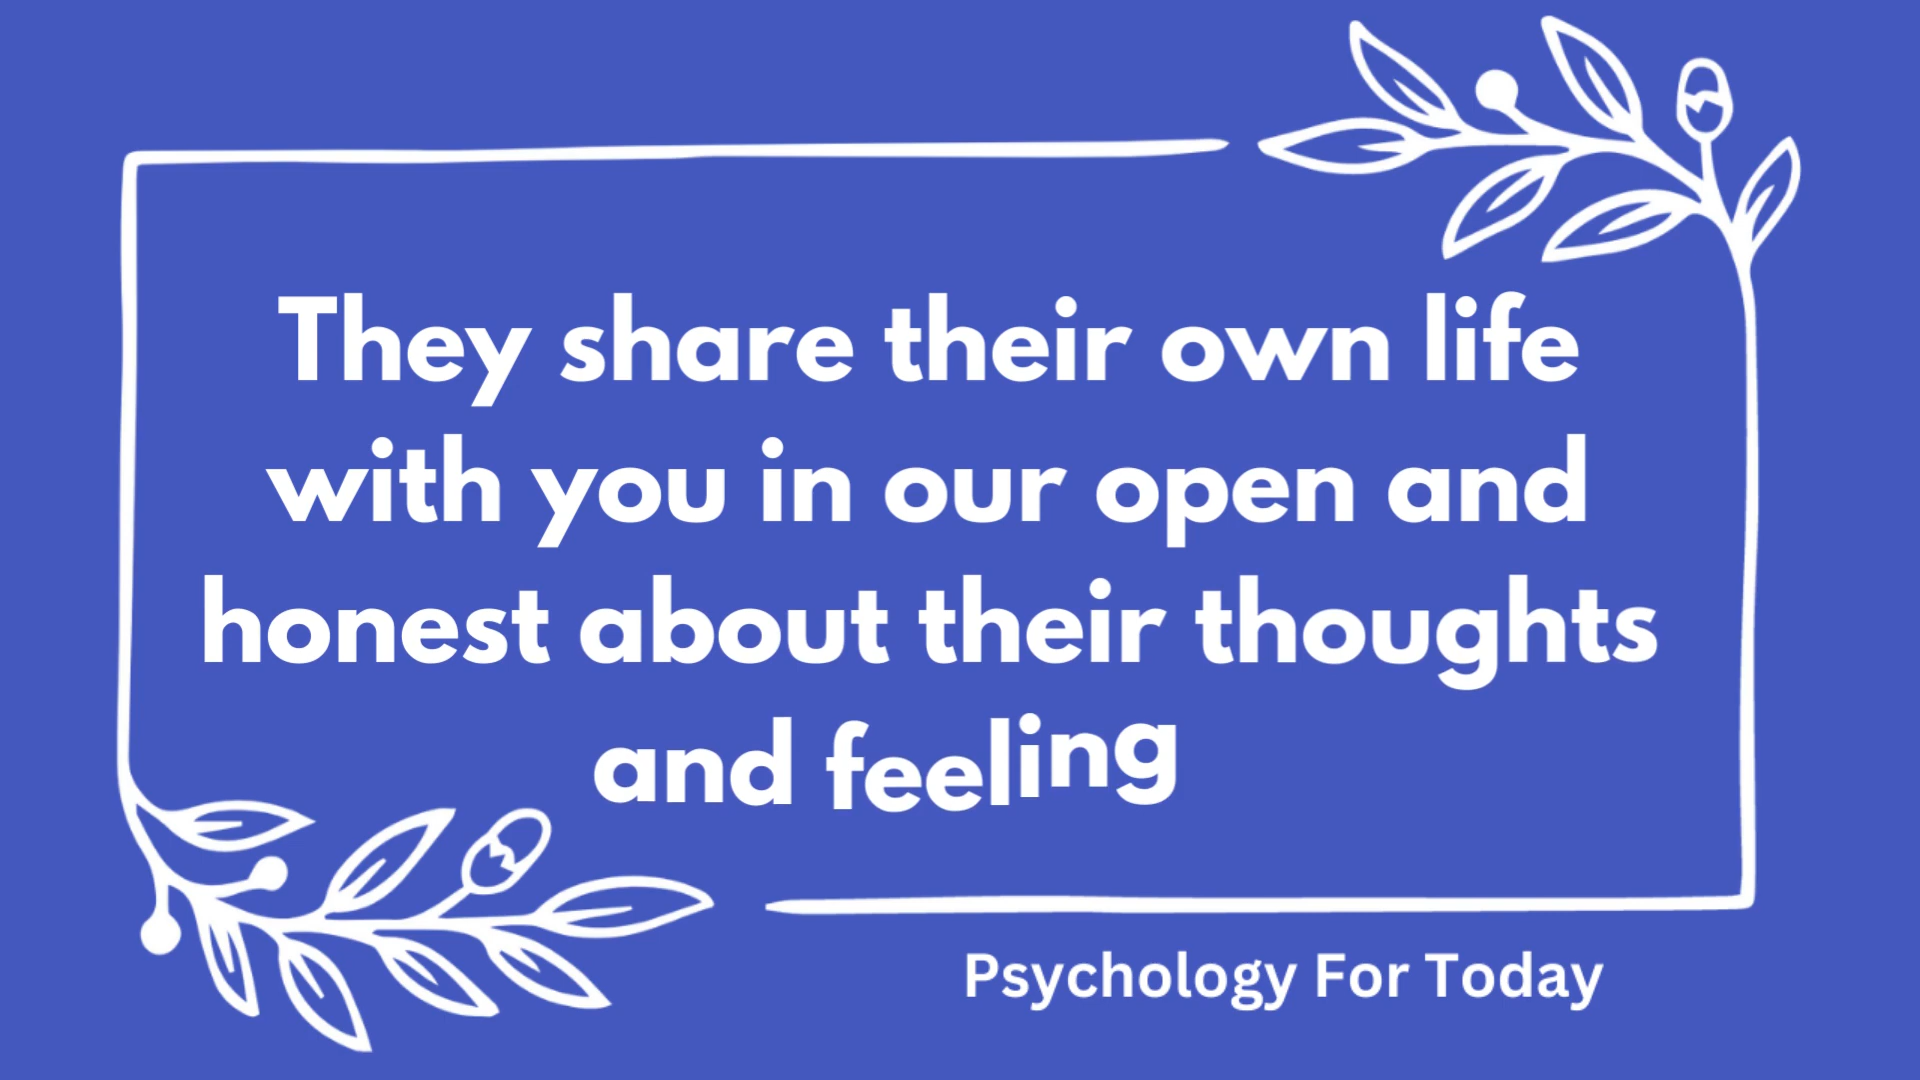 They share their own life
with you in our open and
honest about their thoughts
and feeling
Psychology For Today